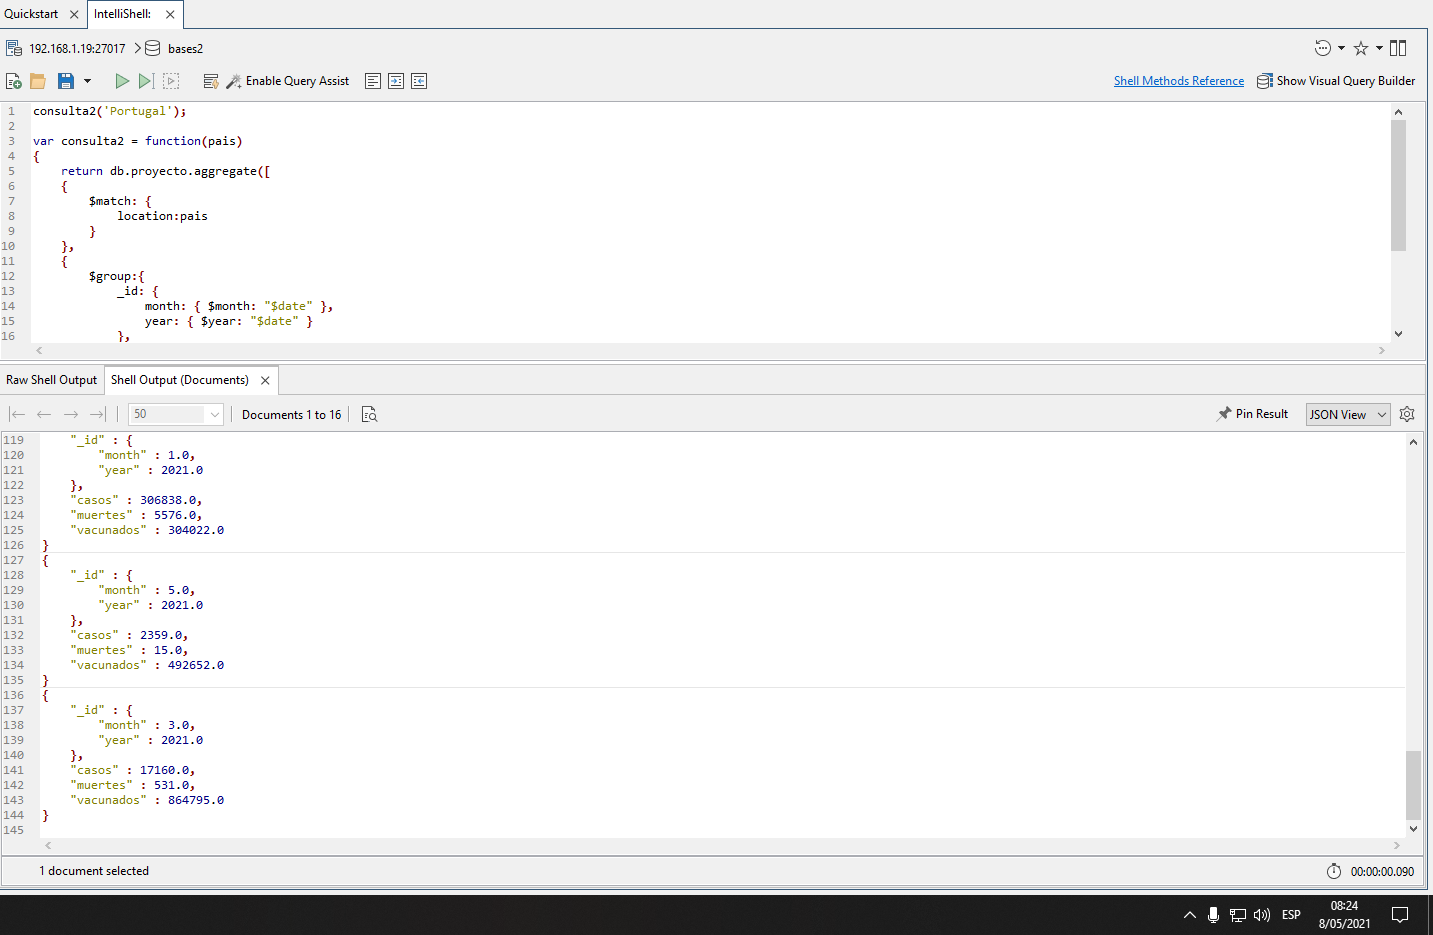 Quickstart
IntelliShell:
192.168.1.19:27017 bases2
Enable Query Assist Shell Methods Reference Show Visual Query Builder
1 consulta2('Portugal');
2
3 var consulta2 = function(pais)
4 {
5 return db.proyecto.aggregate([
6 {
7 $match: {
8 location:pais
9 }
10 },
11 {
12 $group:{
13 _id: {
14 month: { $month: "$date" },
15 year: { $year: "$date" }
16 },
Raw Shell Output
Shell Output (Documents)
50 Documents 1 to 16 Pin Result JSON View
119 "_id" : {
120 "month" : 1.0,
121 "year" : 2021.0
122 },
123 "casos" : 306838.0,
124 "muertes" : 5576.0,
125 "vacunados" : 304022.0
126 }
127 {
128 "_id" : {
129 "month" : 5.0,
130 "year" : 2021.0
131 },
132 "casos" : 2359.0,
133 "muertes" : 15.0,
134 "vacunados" : 492652.0
135 }
136 {
137 "_id" : {
138 "month" : 3.0,
139 "year" : 2021.0
140 },
141 "casos" : 17160.0,
142 "muertes" : 531.0,
143 "vacunados" : 864795.0
144 }
145
1 document selected 00:00:00.090
ESP
08:24
8/05/2021